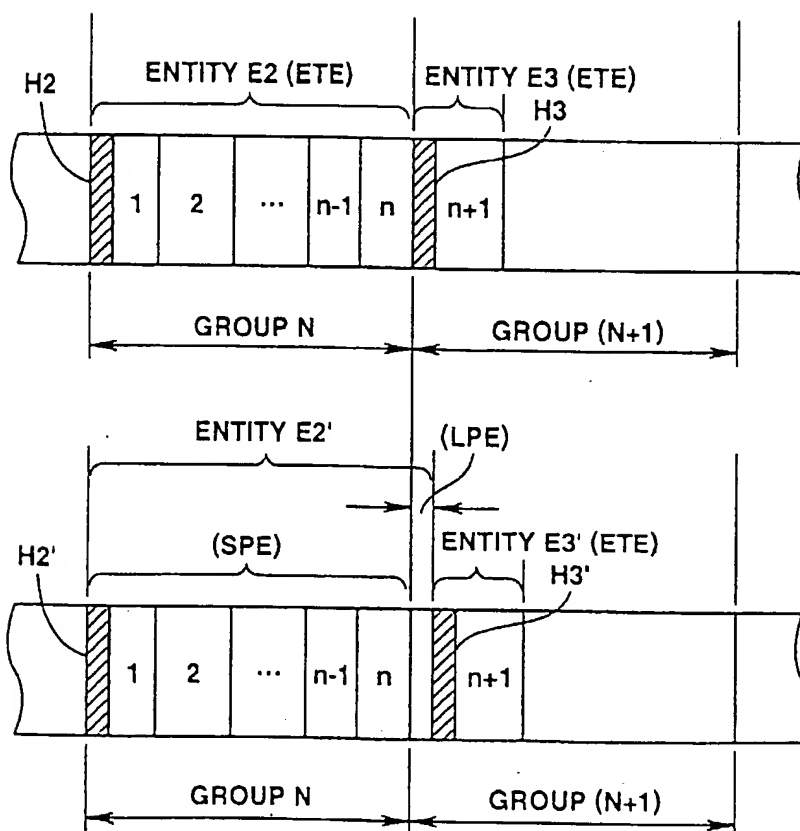 ENTITY E2 (ETE)
ENTITY E3 (ETE)
H2
H3
1 2 ... n-1 n n+1
GROUP N
GROUP (N+1)
ENTITY E2'
(LPE)
(SPE)
ENTITY E3' (ETE)
H2'
H3'
1 2 ... n-1 n n+1
GROUP N
GROUP (N+1)